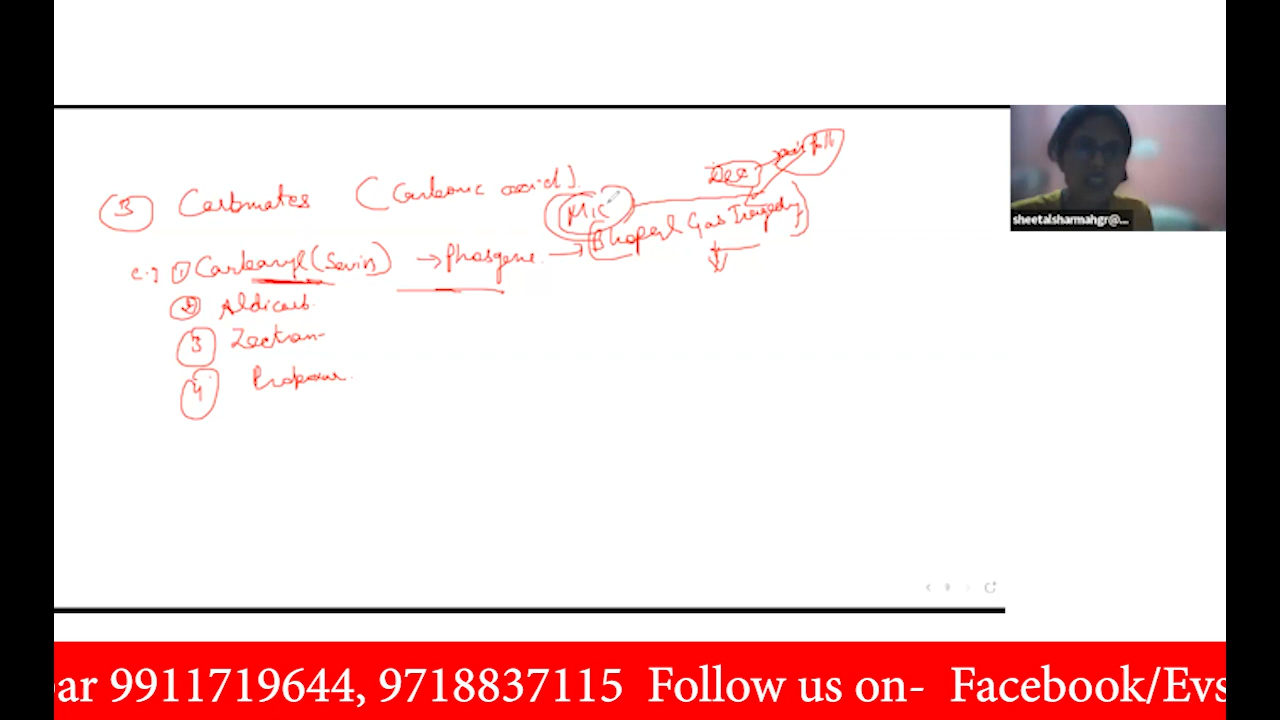 3 Carbmates (Carbonic acid)
Dec
MIC
Bhopal Gas Tragedy
e.g 1 Carbaryl (Sevin) → Phosgene →
2 Aldicarb
3 Zectran
4
sheetalsharmahgr@...
ar 9911719644, 9718837115 Follow us on- Facebook/Evs